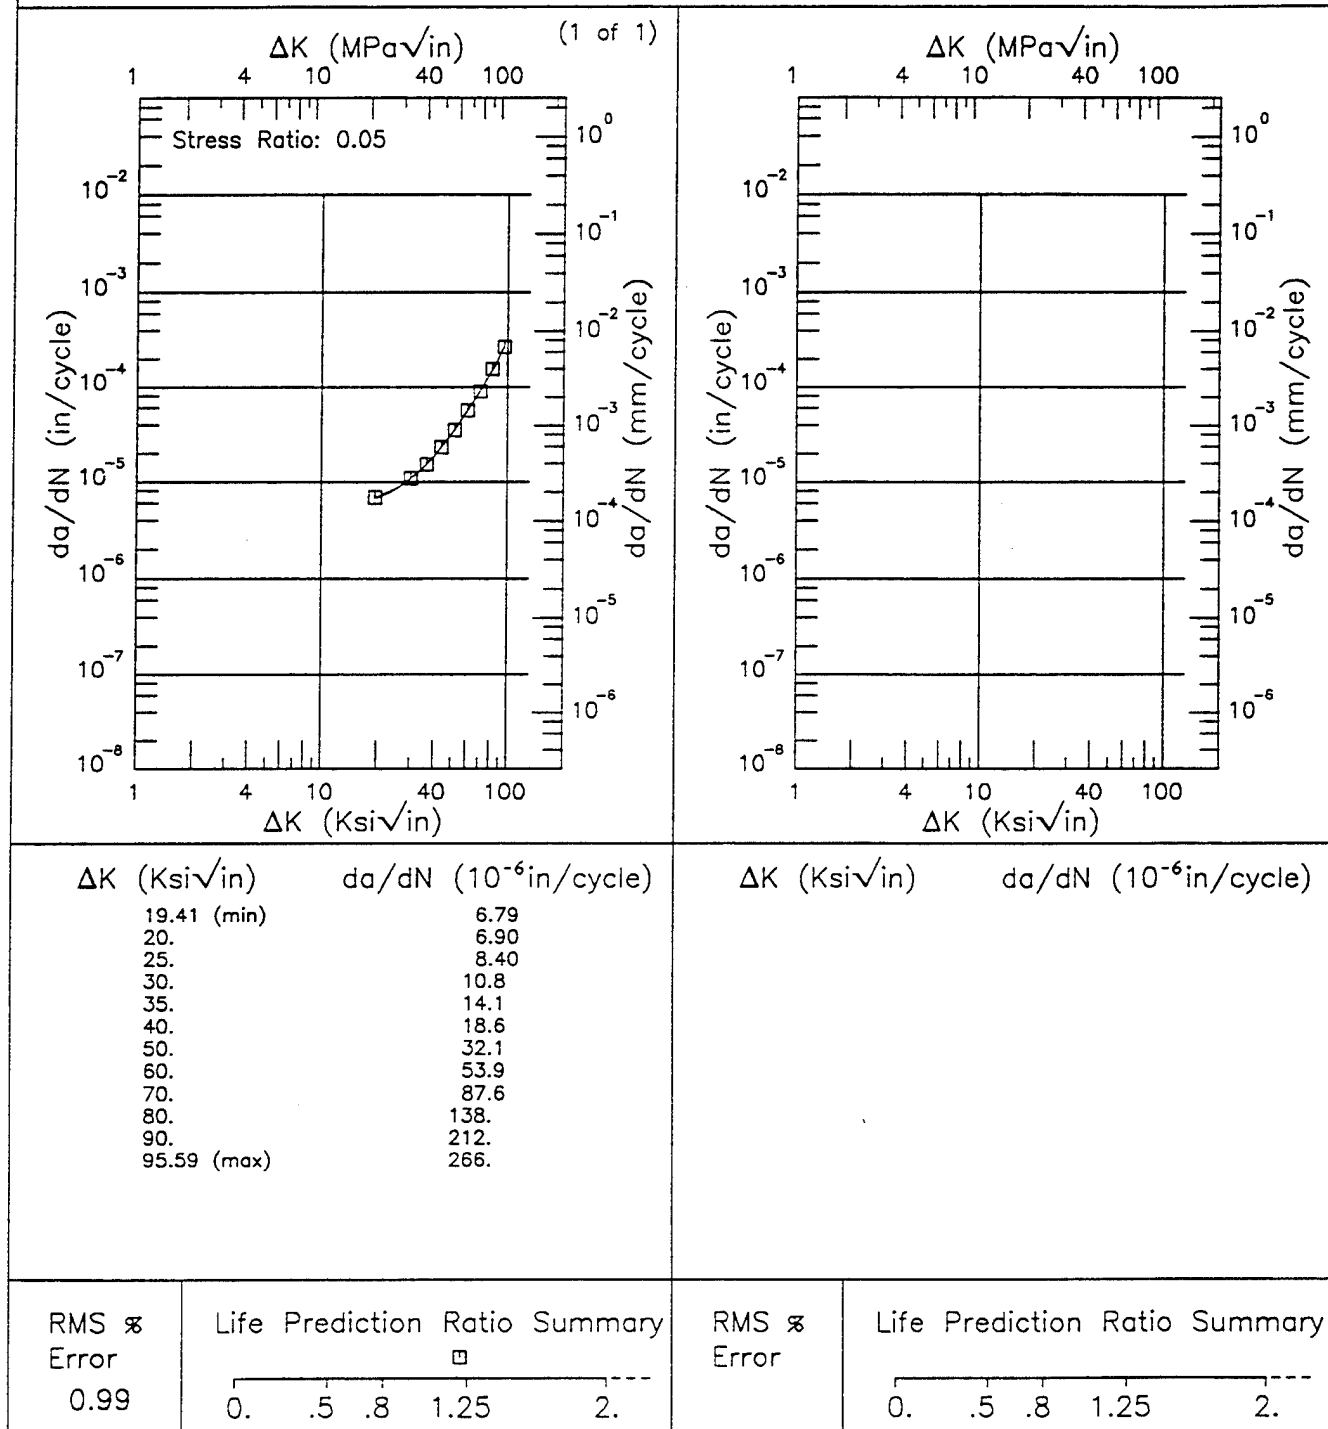 (1 of 1)
ΔK (MPa√in)
1 4 10 40 100
Stress Ratio: 0.05
da/dN (in/cycle)
10⁻²
10⁻³
10⁻⁴
10⁻⁵
10⁻⁶
10⁻⁷
10⁻⁸
10⁰
10⁻¹
10⁻²
10⁻³
10⁻⁴
10⁻⁵
10⁻⁶
da/dN (mm/cycle)
1 4 10 40 100
ΔK (Ksi√in)
ΔK (MPa√in)
1 4 10 40 100
da/dN (in/cycle)
10⁻²
10⁻³
10⁻⁴
10⁻⁵
10⁻⁶
10⁻⁷
10⁻⁸
10⁰
10⁻¹
10⁻²
10⁻³
10⁻⁴
10⁻⁵
10⁻⁶
da/dN (mm/cycle)
1 4 10 40 100
ΔK (Ksi√in)
ΔK (Ksi√in) da/dN (10⁻⁶in/cycle)
19.41 (min) 6.79
20. 6.90
25. 8.40
30. 10.8
35. 14.1
40. 18.6
50. 32.1
60. 53.9
70. 87.6
80. 138.
90. 212.
95.59 (max) 266.
ΔK (Ksi√in) da/dN (10⁻⁶in/cycle)
RMS %
Error
0.99
Life Prediction Ratio Summary
0. .5 .8 1.25 2.
RMS %
Error
Life Prediction Ratio Summary
0. .5 .8 1.25 2.